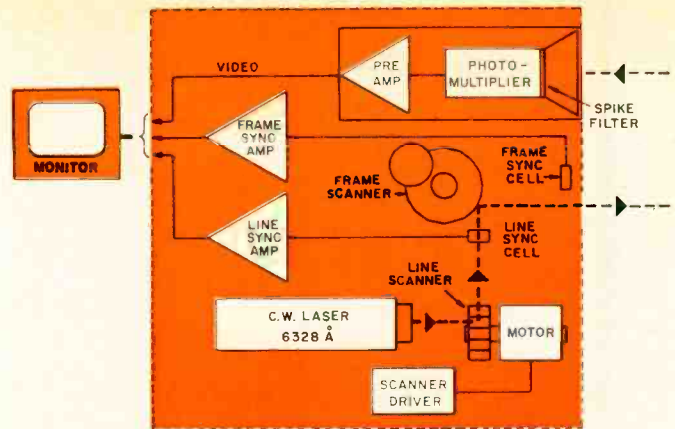 VIDEO
PRE
AMP
PHOTO-
MULTIPLIER
SPIKE
FILTER
MONITOR
FRAME
SYNC
AMP
FRAME
SCANNER
FRAME
SYNC
CELL
LINE
SYNC
AMP
LINE
SYNC
CELL
LINE
SCANNER
C.W. LASER
6328 Å
MOTOR
SCANNER
DRIVER